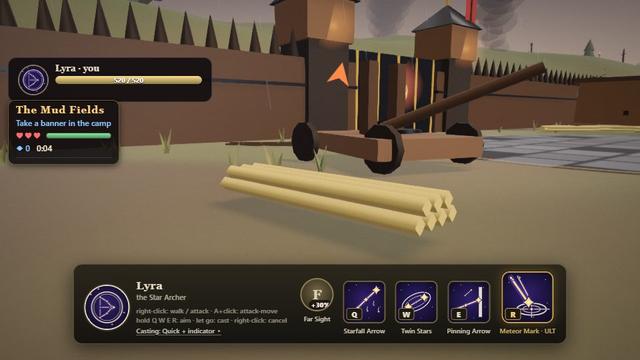 Lyra · you
520 / 520
The Mud Fields
Take a banner in the camp
0 0:04
Lyra
the Star Archer
right-click: walk / attack · A+click: attack-move
hold Q W E R: aim · let go: cast · right-click: cancel
Casting: Quick + indicator
F
+30%
Far Sight
Q
Starfall Arrow
W
Twin Stars
E
Pinning Arrow
R
Meteor Mark · ULT